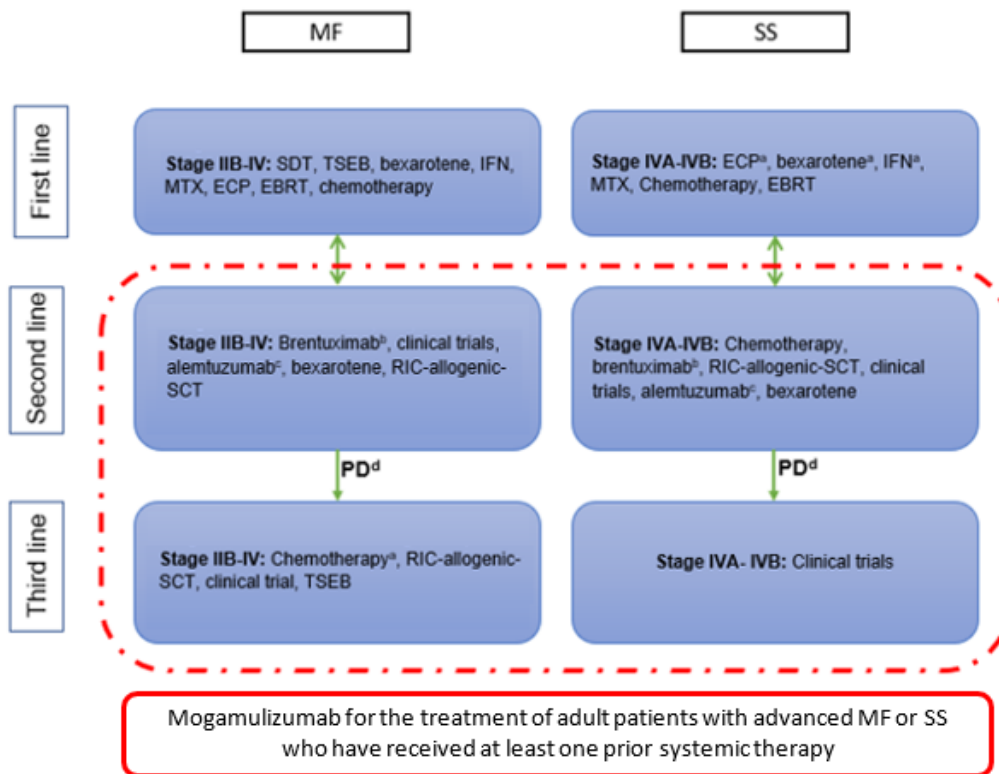 MF
SS
First line
Stage IIB-IV: SDT, TSEB, bexarotene, IFN,
MTX, ECP, EBRT, chemotherapy
Stage IVA-IVB: ECPᵃ, bexaroteneᵃ, IFNᵃ,
MTX, Chemotherapy, EBRT
Second line
Stage IIB-IV: Brentuximabᵇ, clinical trials,
alemtuzumabᶜ, bexarotene, RIC-allogenic-
SCT
Stage IVA-IVB: Chemotherapy,
brentuximabᵇ, RIC-allogenic-SCT, clinical
trials, alemtuzumabᶜ, bexarotene
PDᵈ
PDᵈ
Third line
Stage IIB-IV: Chemotherapyᵃ, RIC-allogenic-
SCT, clinical trial, TSEB
Stage IVA- IVB: Clinical trials
Mogamulizumab for the treatment of adult patients with advanced MF or SS
who have received at least one prior systemic therapy